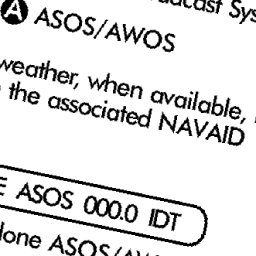 Ⓐ ASOS/AWOS
weather, when available,
the associated NAVAID
ASOS 000.0 IDT